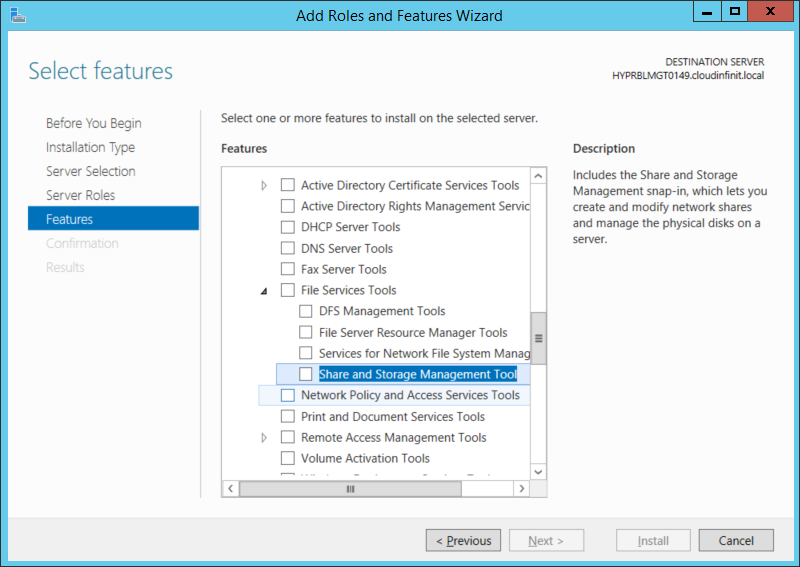 Add Roles and Features Wizard
Select features
DESTINATION SERVER
HYPRBLMGT0149.cloudinfinit.local
Before You Begin
Installation Type
Server Selection
Server Roles
Features
Confirmation
Results
Select one or more features to install on the selected server.
Features
Active Directory Certificate Services Tools
Active Directory Rights Management Servic
DHCP Server Tools
DNS Server Tools
Fax Server Tools
File Services Tools
DFS Management Tools
File Server Resource Manager Tools
Services for Network File System Manag
Share and Storage Management Tool
Network Policy and Access Services Tools
Print and Document Services Tools
Remote Access Management Tools
Volume Activation Tools
Description
Includes the Share and Storage
Management snap-in, which lets you
create and modify network shares
and manage the physical disks on a
server.
< Previous
Next >
Install
Cancel